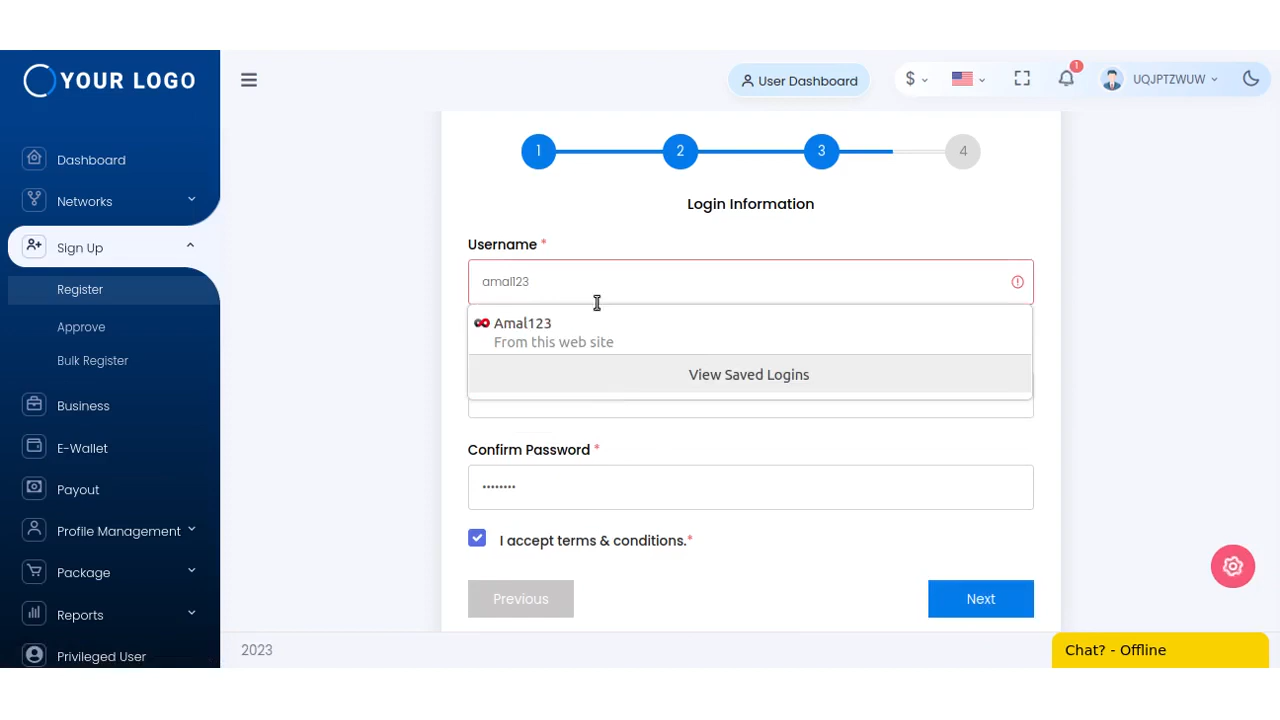 YOUR LOGO
User Dashboard
$
1
UQJPTZWUW
Dashboard
Networks
Sign Up
Register
Approve
Bulk Register
Business
E-Wallet
Payout
Profile Management
Package
Reports
Privileged User
1 2 3 4
Login Information
Username *
amal123
Amal123
From this web site
View Saved Logins
Confirm Password *
••••••••
I accept terms & conditions.*
Previous Next
2023
Chat? - Offline